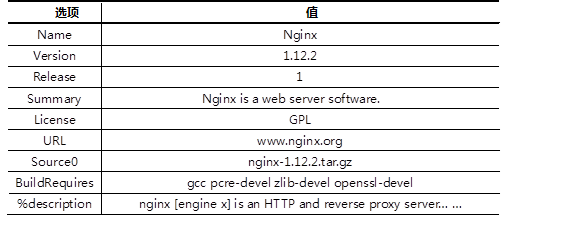 选项 值
Name Nginx
Version 1.12.2
Release 1
Summary Nginx is a web server software.
License GPL
URL www.nginx.org
Source0 nginx-1.12.2.tar.gz
BuildRequires gcc pcre-devel zlib-devel openssl-devel
%description nginx [engine x] is an HTTP and reverse proxy server… …